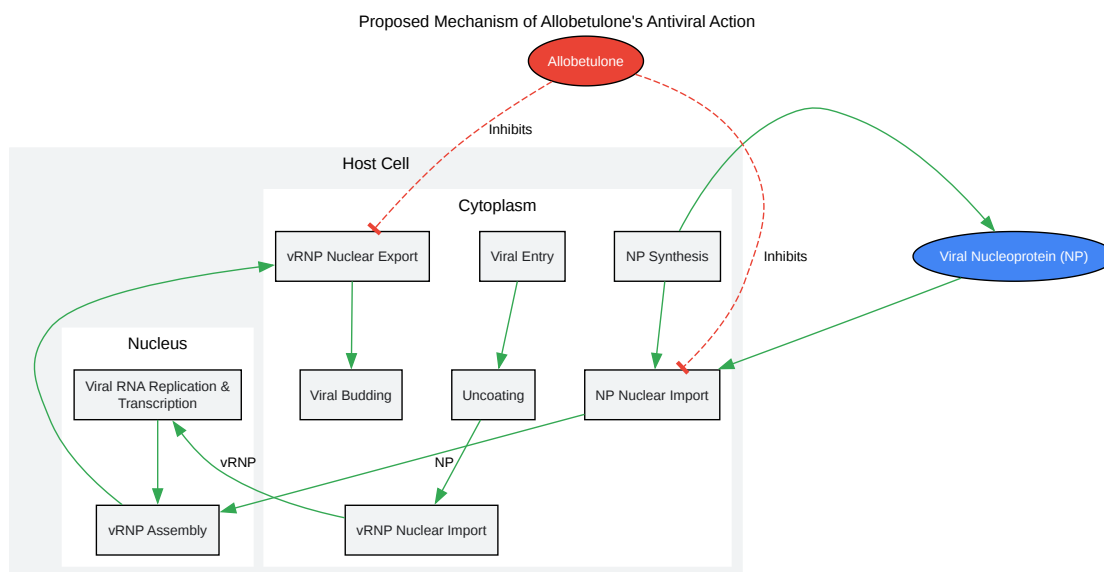 Proposed Mechanism of Allobetulone's Antiviral Action
Allobetulone
Inhibits
Host Cell
Cytoplasm
vRNP Nuclear Export
Viral Entry
NP Synthesis
Inhibits
Viral Nucleoprotein (NP)
Nucleus
Viral RNA Replication &
Transcription
Viral Budding
Uncoating
NP Nuclear Import
vRNP
NP
vRNP Assembly
vRNP Nuclear Import